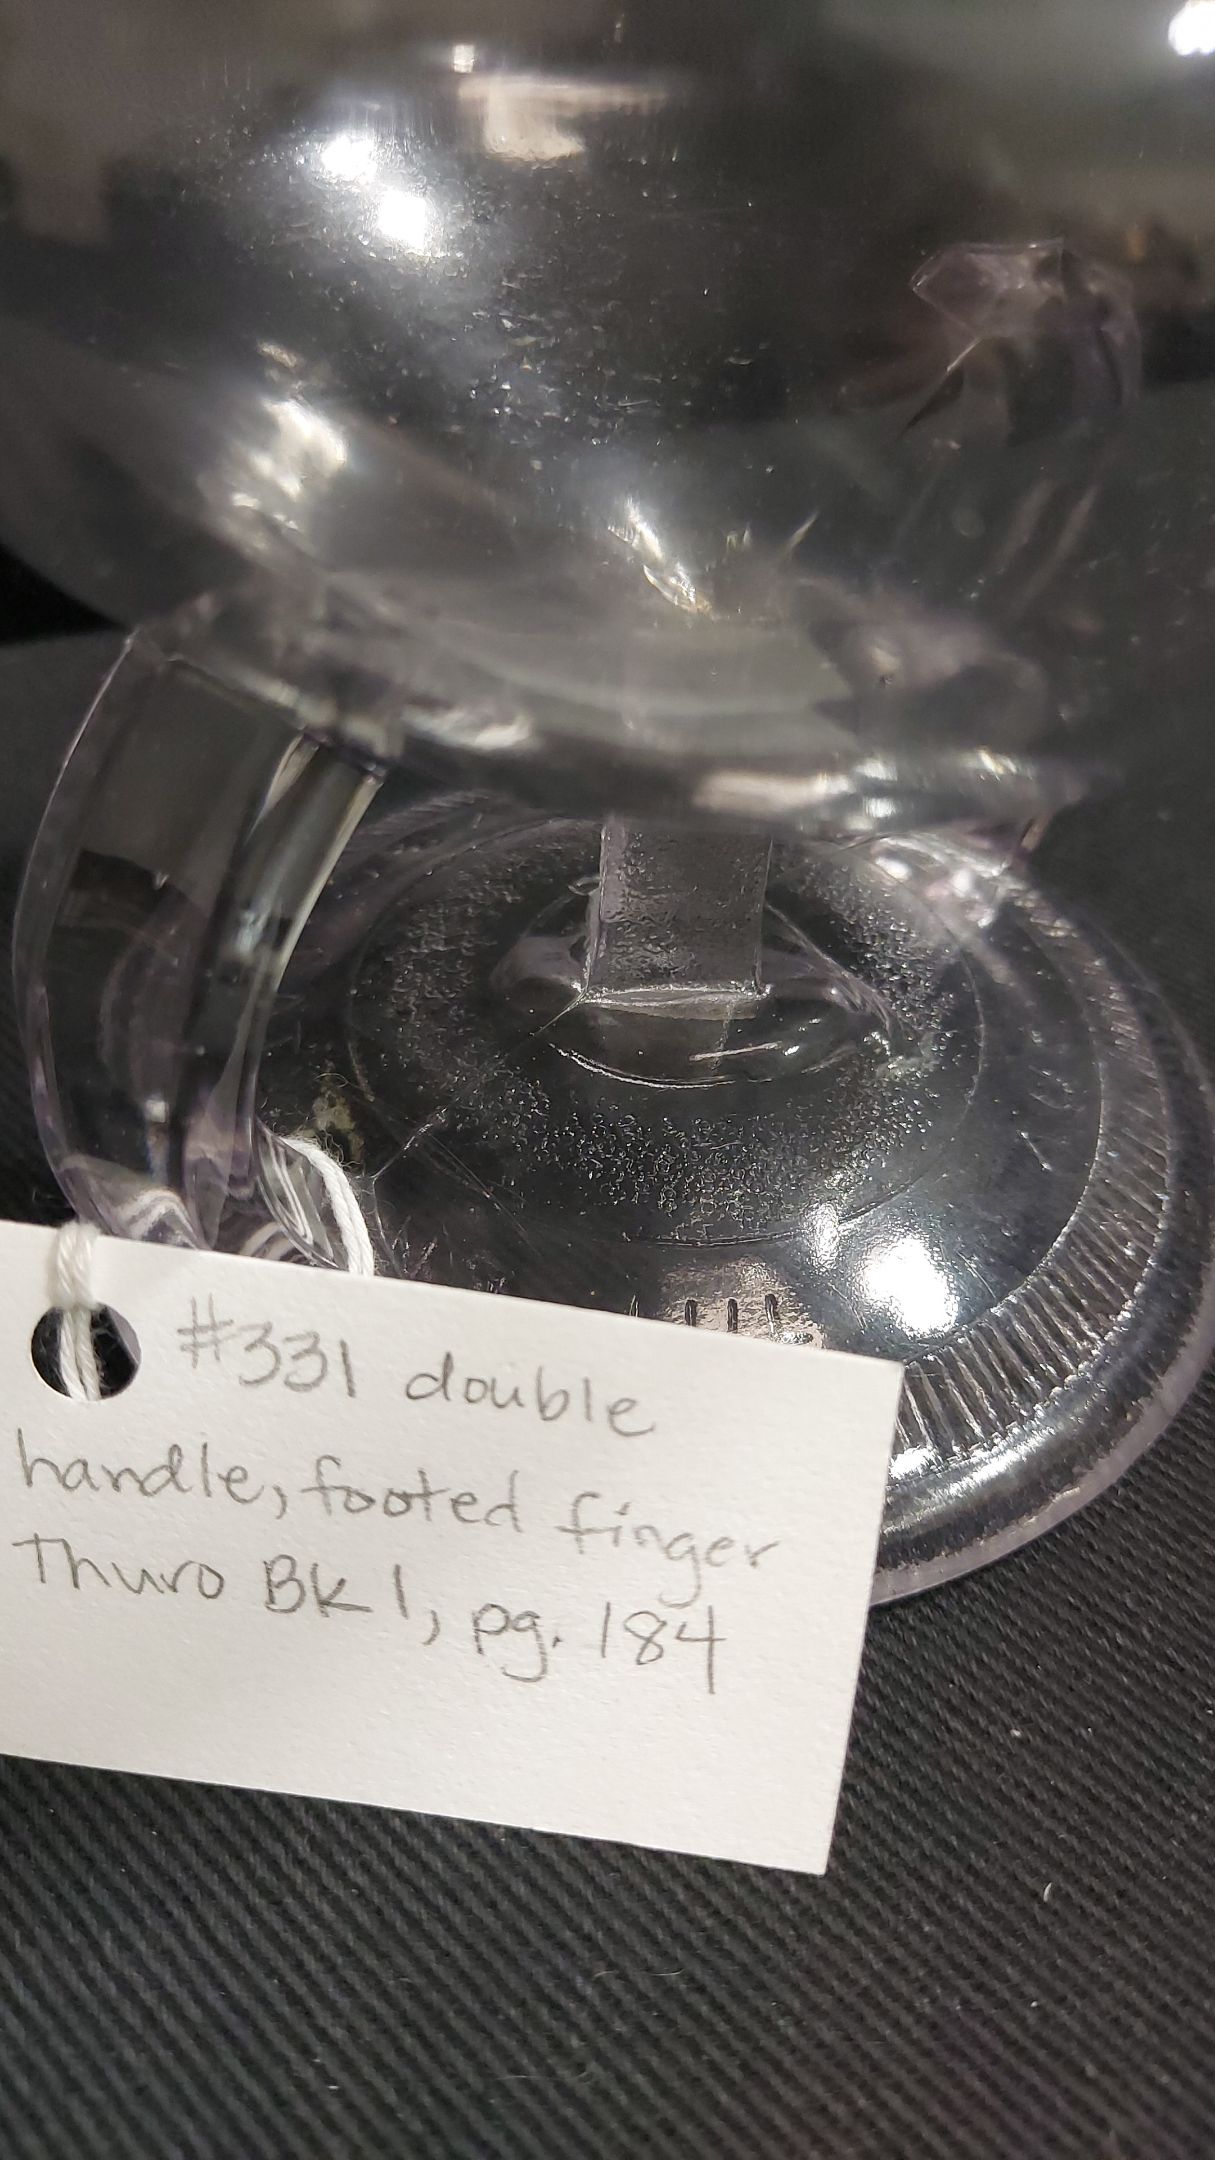 #331 double
handle, footed finger
Thuro BK 1, pg. 184